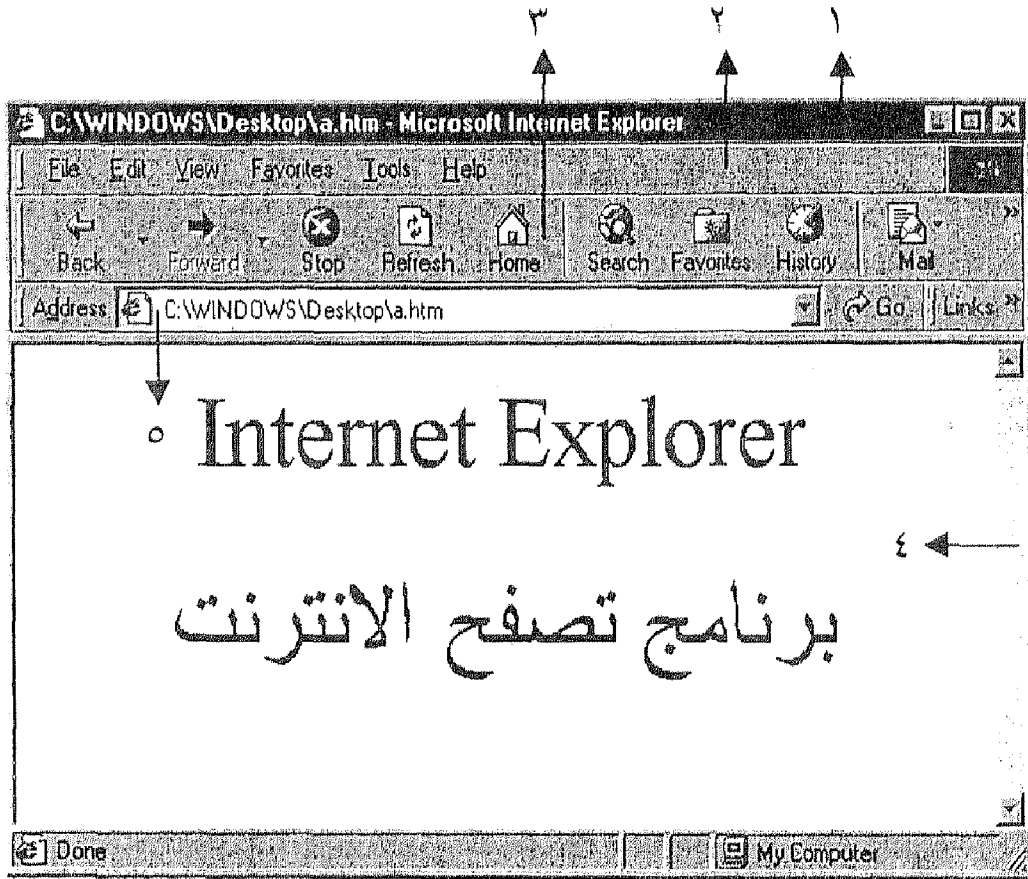 ٣ ٢ ١
C:\WINDOWS\Desktop\a.htm - Microsoft Internet Explorer
File Edit View Favorites Tools Help
Back Forward Stop Refresh Home Search Favorites History Mail »
Address C:\WINDOWS\Desktop\a.htm Go Links »
٥ Internet Explorer
٤
برنامج تصفح الانترنت
Done My Computer